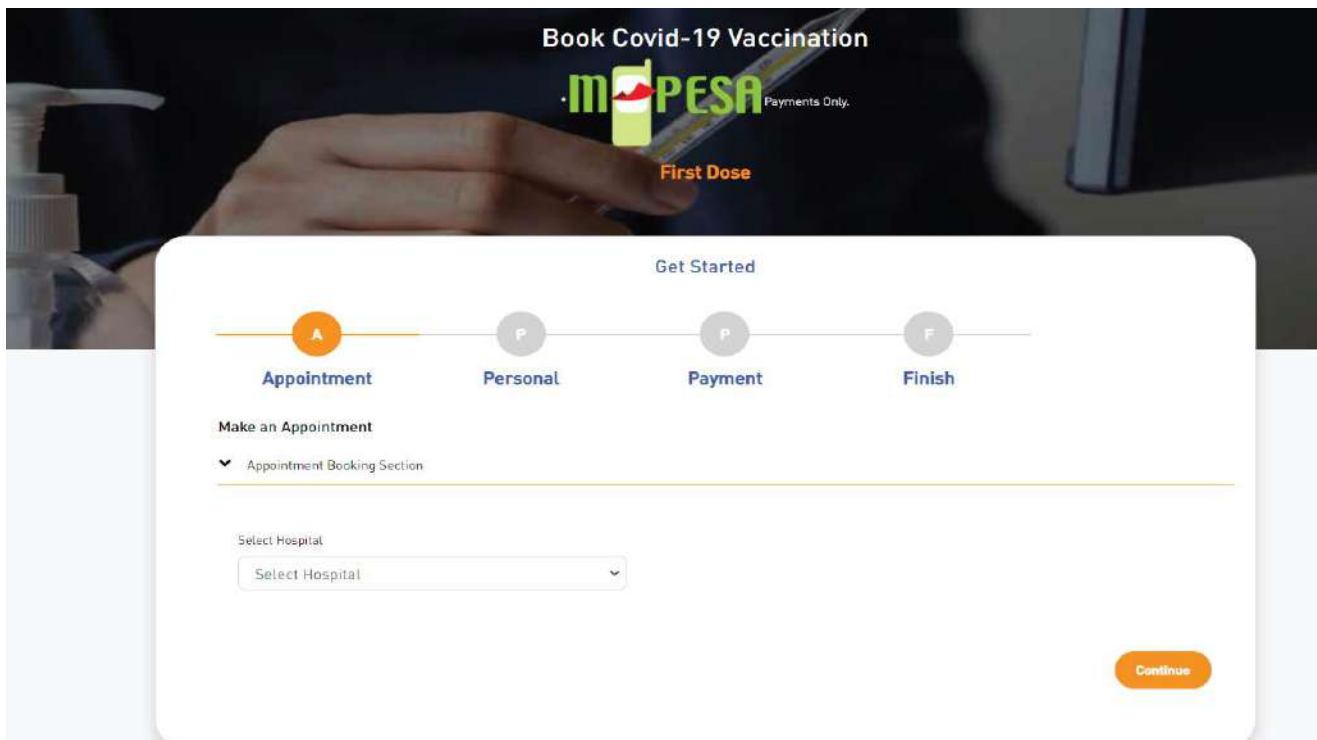 Book Covid-19 Vaccination
·m-PESA Payments Only.
First Dose
Get Started
A P P F
Appointment Personal Payment Finish
Make an Appointment
Appointment Booking Section
Select Hospital
Select Hospital
Continue